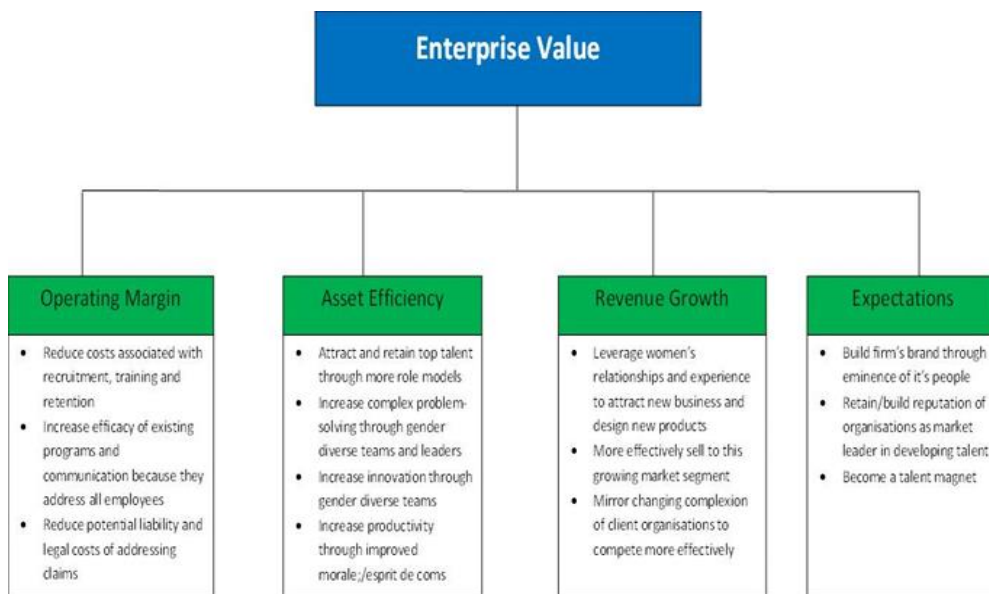 Enterprise Value
Operating Margin
• Reduce costs associated with
recruitment, training and
retention
• Increase efficacy of existing
programs and
communication because they
address all employees
• Reduce potential liability and
legal costs of addressing
claims
Asset Efficiency
• Attract and retain top talent
through more role models
• Increase complex problem-
solving through gender
diverse teams and leaders
• Increase innovation through
gender diverse teams
• Increase productivity
through improved
morale;/esprit de coms
Revenue Growth
• Leverage women's
relationships and experience
to attract new business and
design new products
• More effectively sell to this
growing market segment
• Mirror changing complexion
of client organisations to
compete more effectively
Expectations
• Build firm's brand through
eminence of it's people
• Retain/build reputation of
organisations as market
leader in developing talent
• Become a talent magnet